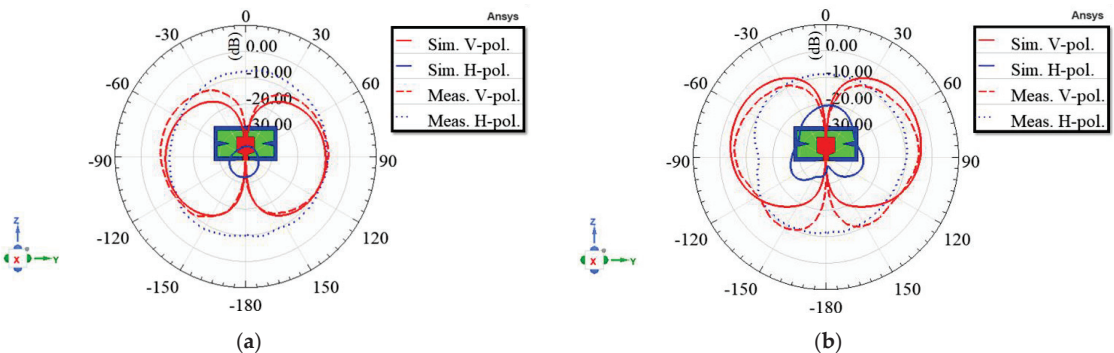 Ansys
Sim. V-pol.
Sim. H-pol.
Meas. V-pol.
Meas. H-pol.
0
-30
30
-60
60
-90
90
-120
120
-150
150
-180
(dB)
0.00
-10.00
-20.00
30.00
Z
X
Y
(a)
Ansys
Sim. V-pol.
Sim. H-pol.
Meas. V-pol.
Meas. H-pol.
0
-30
30
-60
60
-90
90
-120
120
-150
150
-180
(dB)
0.00
-10.00
-20.00
30.00
Z
X
Y
(b)